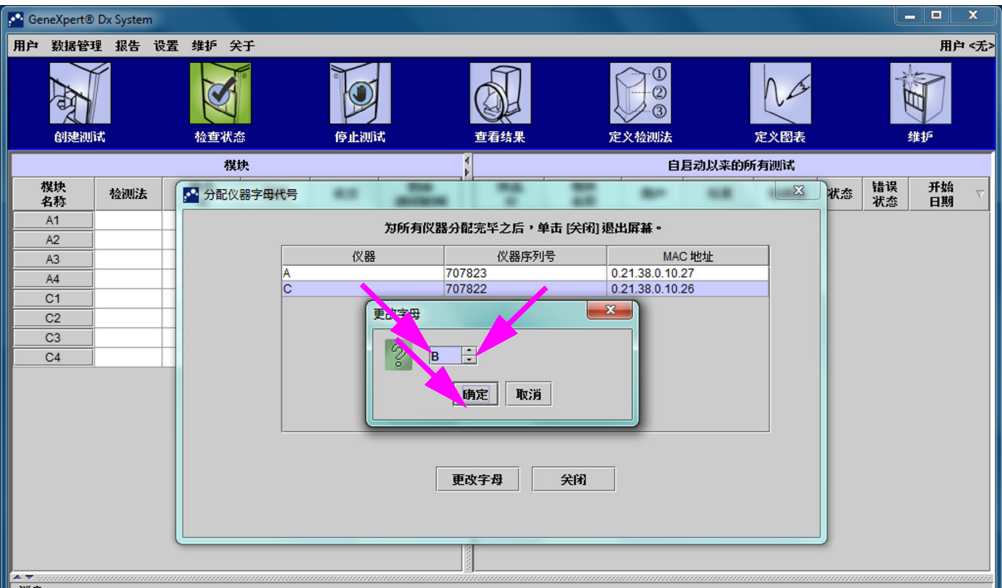 GeneXpert® Dx System
用户 数据管理 报告 设置 维护 关于
用户 <无>
①
②
③
创建测试 检查状态 停止测试 查看结果 定义检测法 定义图表 维护
模块 自启动以来的所有测试
模块
名称
检测法
状态
错误
状态
开始
日期
A1
A2
A3
A4
C1
C2
C3
C4
分配仪器字母代号
为所有仪器分配完毕之后，单击 [关闭] 退出屏幕。
仪器 仪器序列号 MAC 地址
A 707823 0.21.38.0.10.27
C 707822 0.21.38.0.10.26
更改字母
B
确定 取消
更改字母 关闭